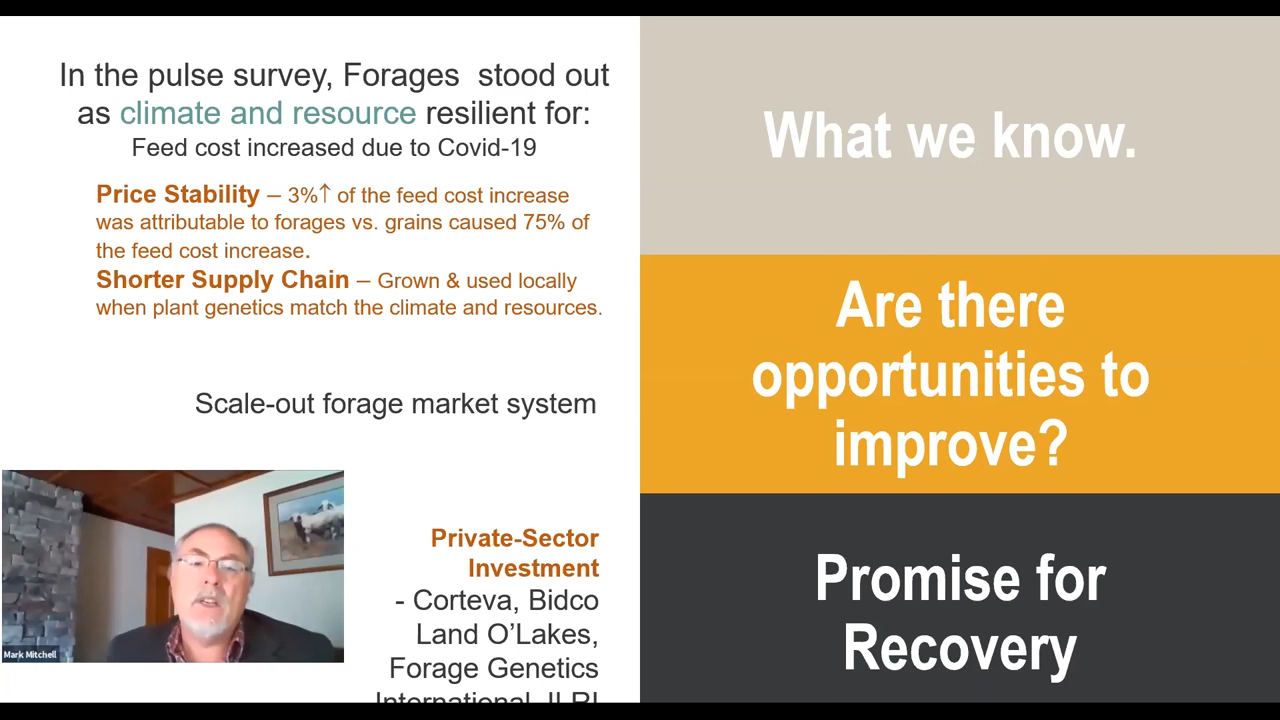 In the pulse survey, Forages stood out
as climate and resource resilient for:
Feed cost increased due to Covid-19
Price Stability – 3%↑ of the feed cost increase
was attributable to forages vs. grains caused 75% of
the feed cost increase.
Shorter Supply Chain – Grown & used locally
when plant genetics match the climate and resources.
Scale-out forage market system
Private-Sector
Investment
- Corteva, Bidco
Land O'Lakes,
Forage Genetics
International, ILRI
Mark Mitchell
What we know.
Are there
opportunities to
improve?
Promise for
Recovery